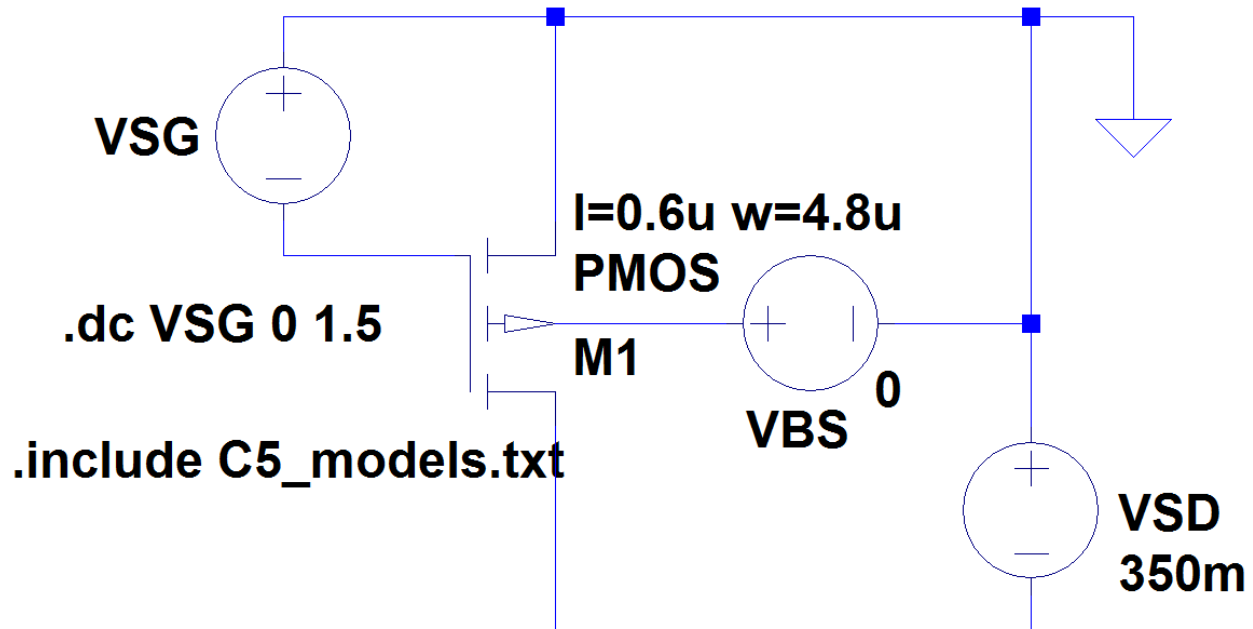 VSG
l=0.6u w=4.8u
PMOS
.dc VSG 0 1.5
M1
0
VBS
.include C5_models.txt
VSD
350m